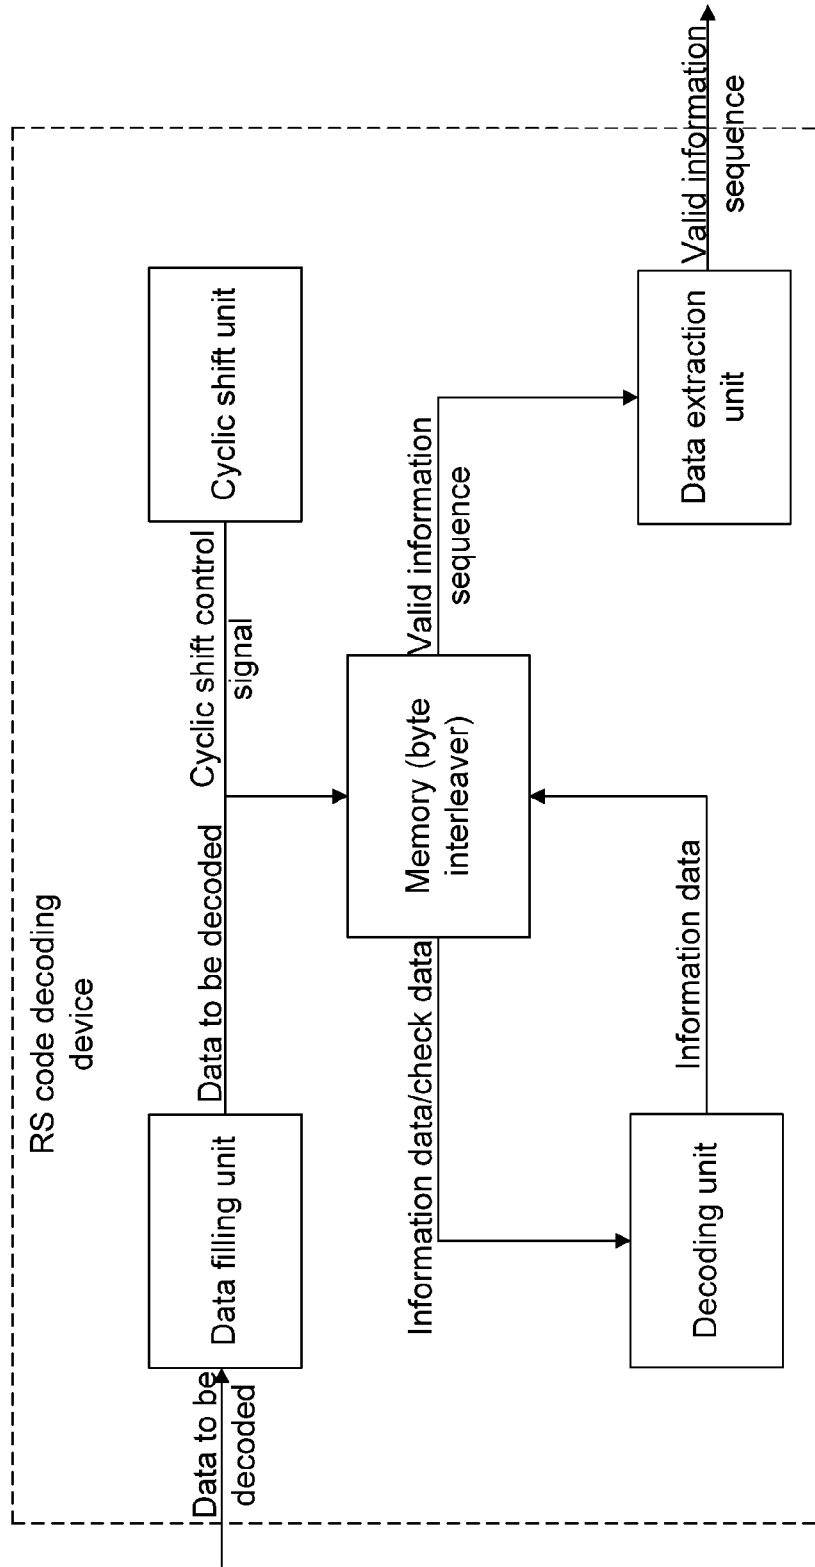 RS code decoding
device
Data to be
decoded
Data filling unit
Data to be decoded
Cyclic shift control
signal
Cyclic shift unit
Information data/check data
Memory (byte
interleaver)
Valid information
sequence
Decoding unit
Information data
Data extraction
unit
Valid information
sequence